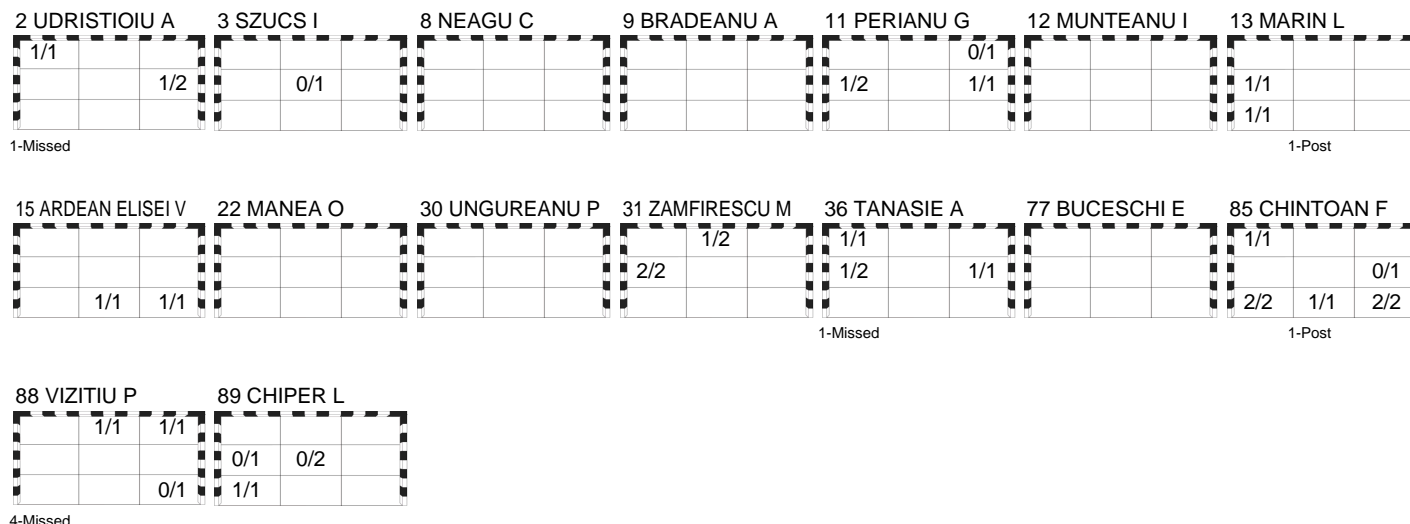 2 UDRISTIOIU A 3 SZUCS I 8 NEAGU C 9 BRADEANU A 11 PERIANU G 12 MUNTEANU I 13 MARIN L
1/1 0/1
1/2 0/1 1/2 1/1 1/1
1/1
1-Missed 1-Post
15 ARDEAN ELISEI V 22 MANEA O 30 UNGUREANU P 31 ZAMFIRESCU M 36 TANASIE A 77 BUCESCHI E 85 CHINTOAN F
1/2 1/1 1/1
2/2 1/2 1/1 0/1
1/1 1/1 2/2 1/1 2/2
1-Missed 1-Post
88 VIZITIU P 89 CHIPER L
1/1 1/1
0/1 0/2
0/1 1/1
4-Missed